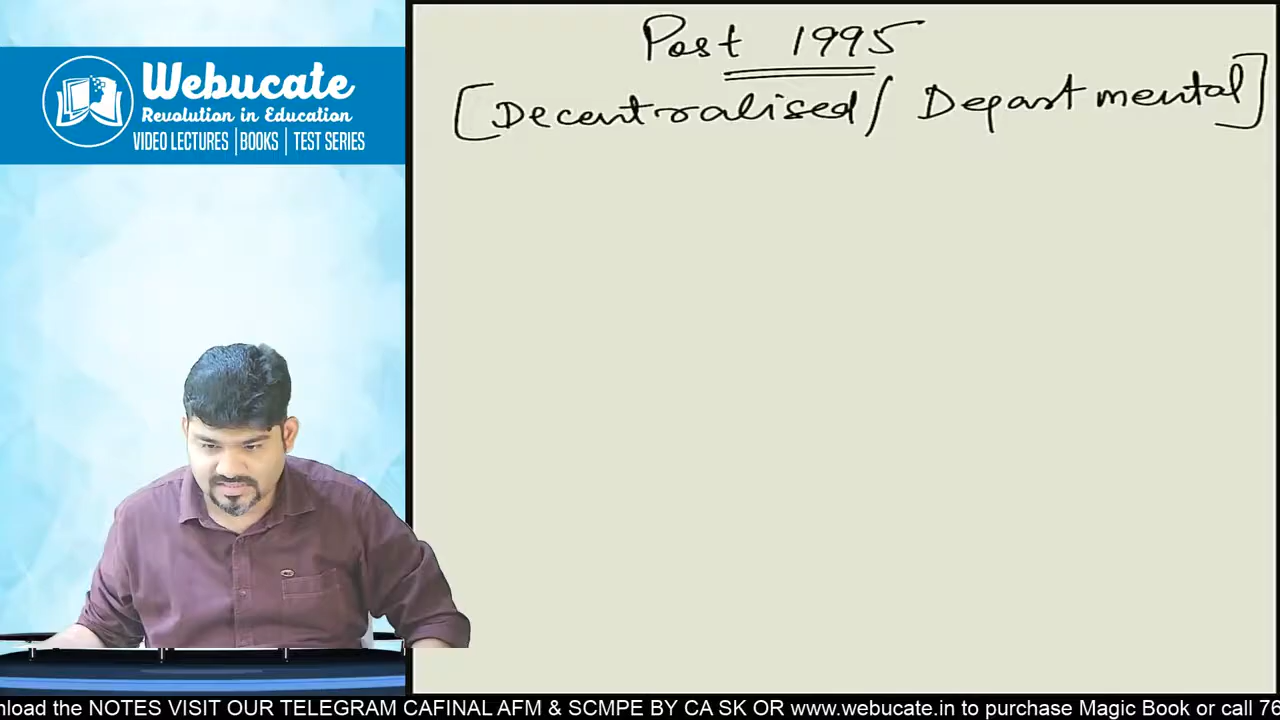 Post 1995
[Decentralised / Departmental]
Webucate
Revolution in Education
VIDEO LECTURES | BOOKS | TEST SERIES
nload the NOTES VISIT OUR TELEGRAM CAFINAL AFM & SCMPE BY CA SK OR www.webucate.in to purchase Magic Book or call 76